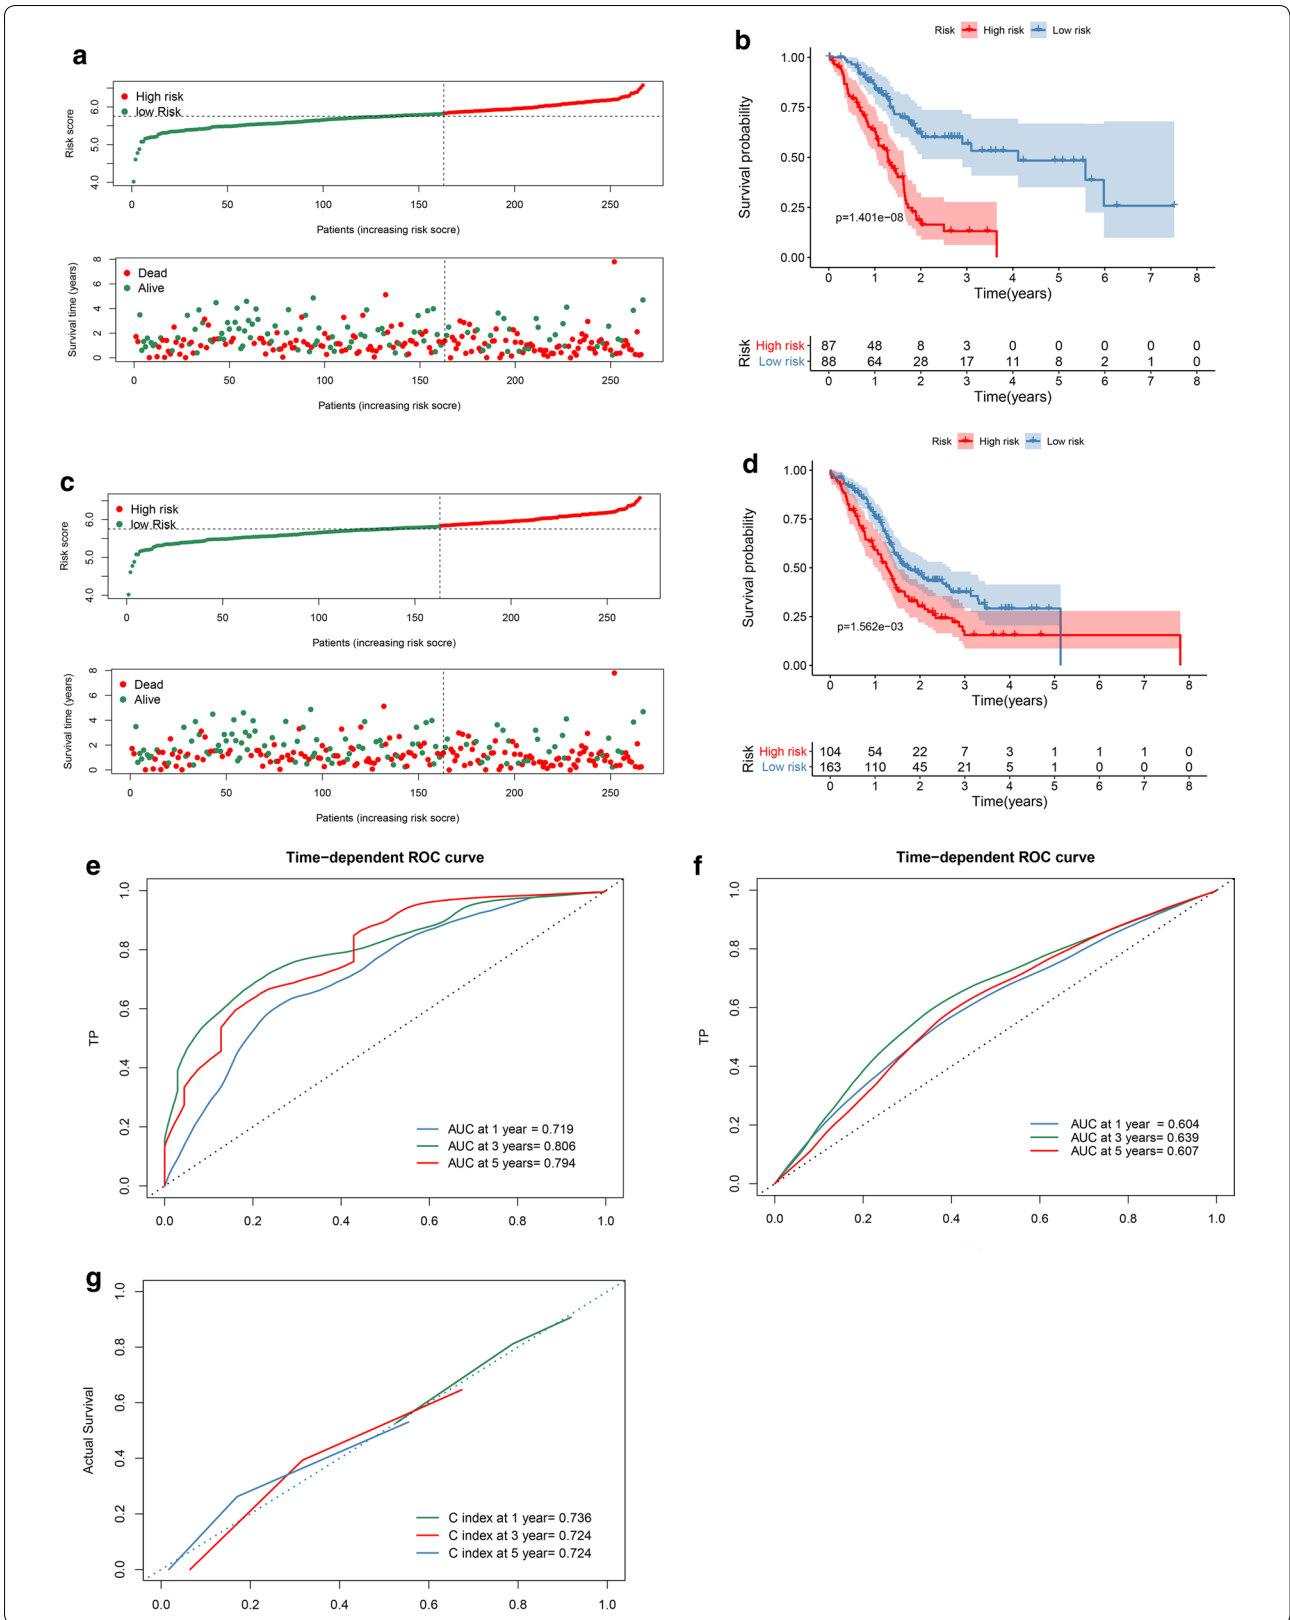 a
High risk
low Risk
Risk score
4.0 5.0 6.0
0 50 100 150 200 250
Patients (increasing risk socre)
Dead
Alive
Survival time (years)
0 2 4 6 8
0 50 100 150 200 250
Patients (increasing risk socre)
b
Risk High risk Low risk
Survival probability
1.00
0.75
0.50
0.25
0.00
p=1.401e−08
0 1 2 3 4 5 6 7 8
Time(years)
Risk
High risk 87 48 8 3 0 0 0 0 0
Low risk 88 64 28 17 11 8 2 1 0
0 1 2 3 4 5 6 7 8
Time(years)
c
High risk
low Risk
Risk score
4.0 5.0 6.0
0 50 100 150 200 250
Patients (increasing risk socre)
Dead
Alive
Survival time (years)
0 2 4 6 8
0 50 100 150 200 250
Patients (increasing risk socre)
d
Risk High risk Low risk
Survival probability
1.00
0.75
0.50
0.25
0.00
p=1.562e−03
0 1 2 3 4 5 6 7 8
Time(years)
Risk
High risk 104 54 22 7 3 1 1 1 0
Low risk 163 110 45 21 5 1 0 0 0
0 1 2 3 4 5 6 7 8
Time(years)
e
Time−dependent ROC curve
TP
0.0 0.2 0.4 0.6 0.8 1.0
AUC at 1 year = 0.719
AUC at 3 years= 0.806
AUC at 5 years= 0.794
0.0 0.2 0.4 0.6 0.8 1.0
f
Time−dependent ROC curve
TP
0.0 0.2 0.4 0.6 0.8 1.0
AUC at 1 year = 0.604
AUC at 3 years= 0.639
AUC at 5 years= 0.607
0.0 0.2 0.4 0.6 0.8 1.0
g
Actual Survival
0.0 0.2 0.4 0.6 0.8 1.0
C index at 1 year= 0.736
C index at 3 year= 0.724
C index at 5 year= 0.724
0.0 0.2 0.4 0.6 0.8 1.0